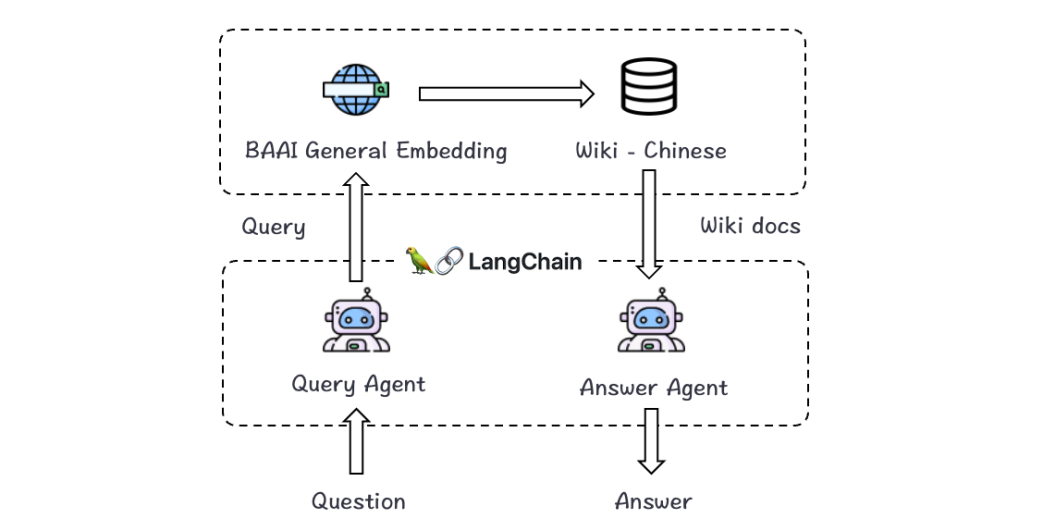 BAAI General Embedding
Wiki - Chinese
Query
Wiki docs
LangChain
Query Agent
Answer Agent
Question
Answer